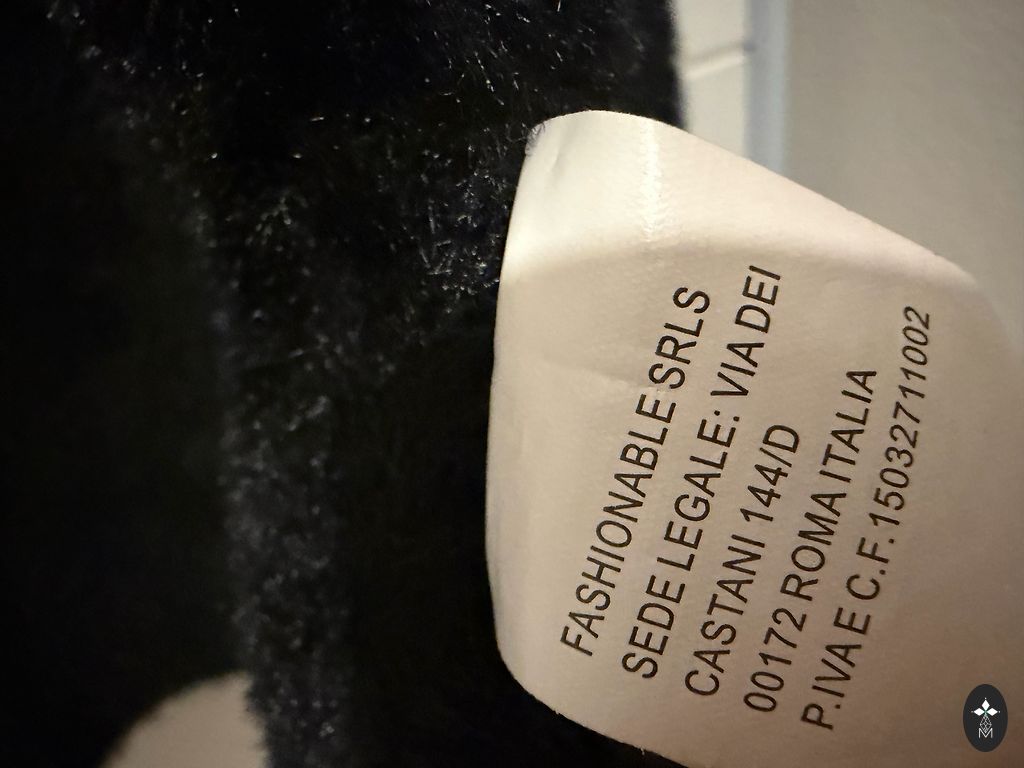 FASHIONABLE SRLS
SEDE LEGALE: VIA DEI
CASTANI 144/D
00172 ROMA ITALIA
P.IVA E C.F. 15032711002
M